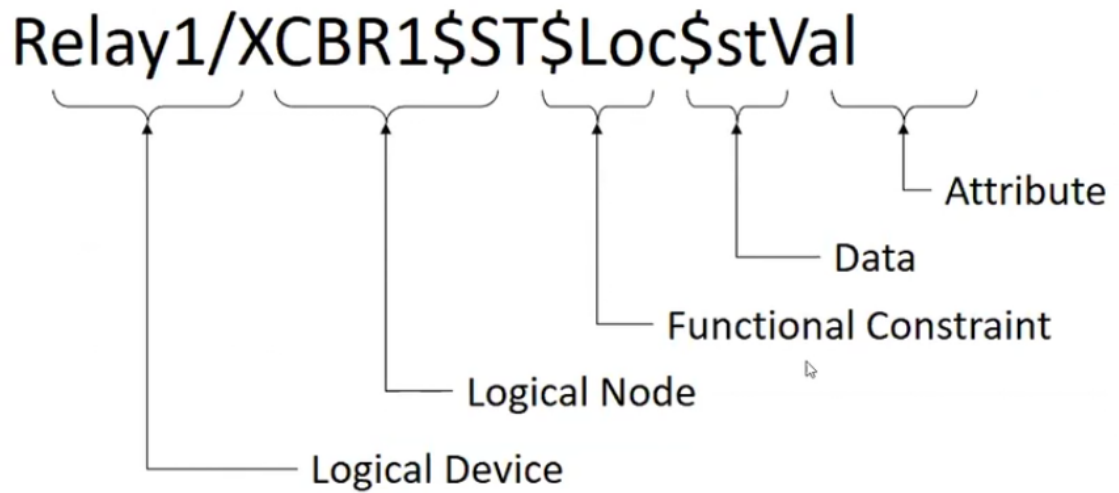 Relay1/XCBR1$ST$Loc$stVal
Attribute
Data
Functional Constraint
Logical Node
Logical Device